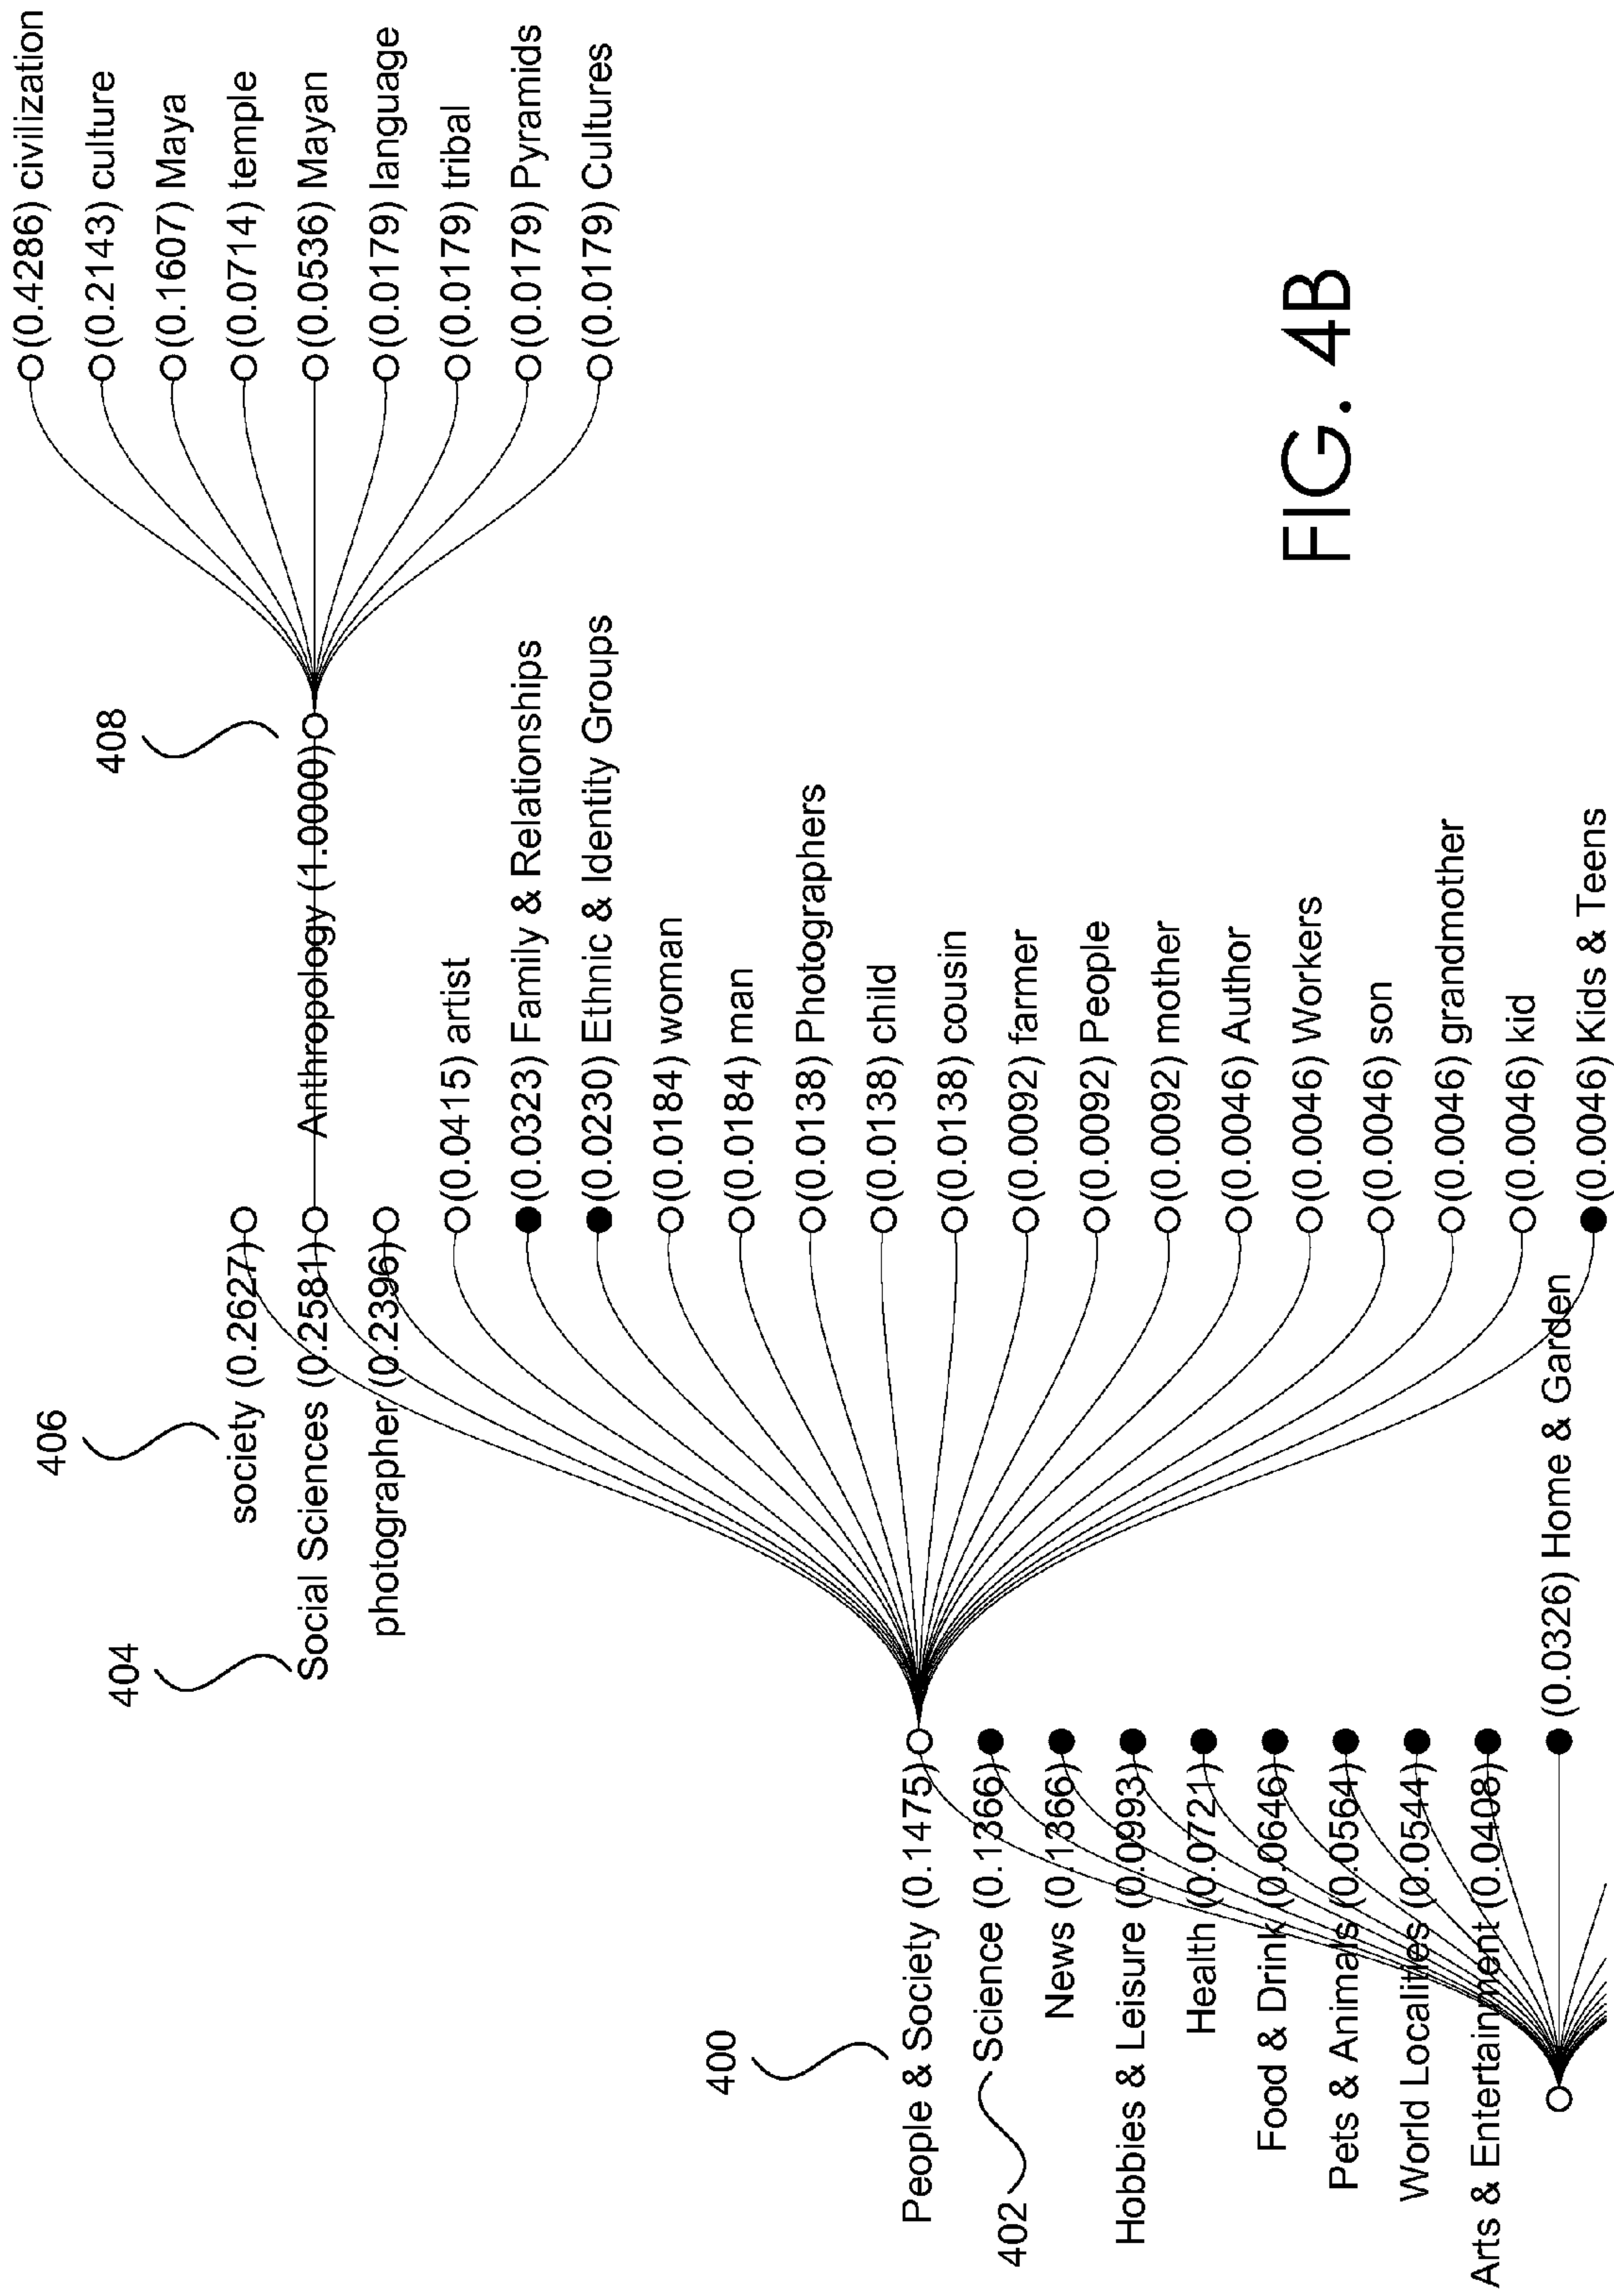 (0.4286) civilization
(0.2143) culture
(0.1607) Maya
(0.0714) temple
(0.0536) Mayan
(0.0179) language
(0.0179) tribal
(0.0179) Pyramids
(0.0179) Cultures
408
Anthropology (1.0000)
406
society (0.2627)
404
Social Sciences (0.2581)
photographer (0.2396)
(0.0415) artist
(0.0323) Family & Relationships
(0.0230) Ethnic & Identity Groups
(0.0184) woman
(0.0184) man
(0.0138) Photographers
(0.0138) child
(0.0138) cousin
(0.0092) farmer
(0.0092) People
(0.0092) mother
(0.0046) Author
(0.0046) Workers
(0.0046) son
(0.0046) grandmother
(0.0046) kid
(0.0046) Kids & Teens
400
People & Society (0.1475)
402
Science (0.1366)
News (0.1366)
Hobbies & Leisure (0.0993)
Health (0.0721)
Food & Drink (0.0646)
Pets & Animals (0.0564)
World Localities (0.0544)
Arts & Entertainment (0.0408)
(0.0326) Home & Garden
FIG. 4B